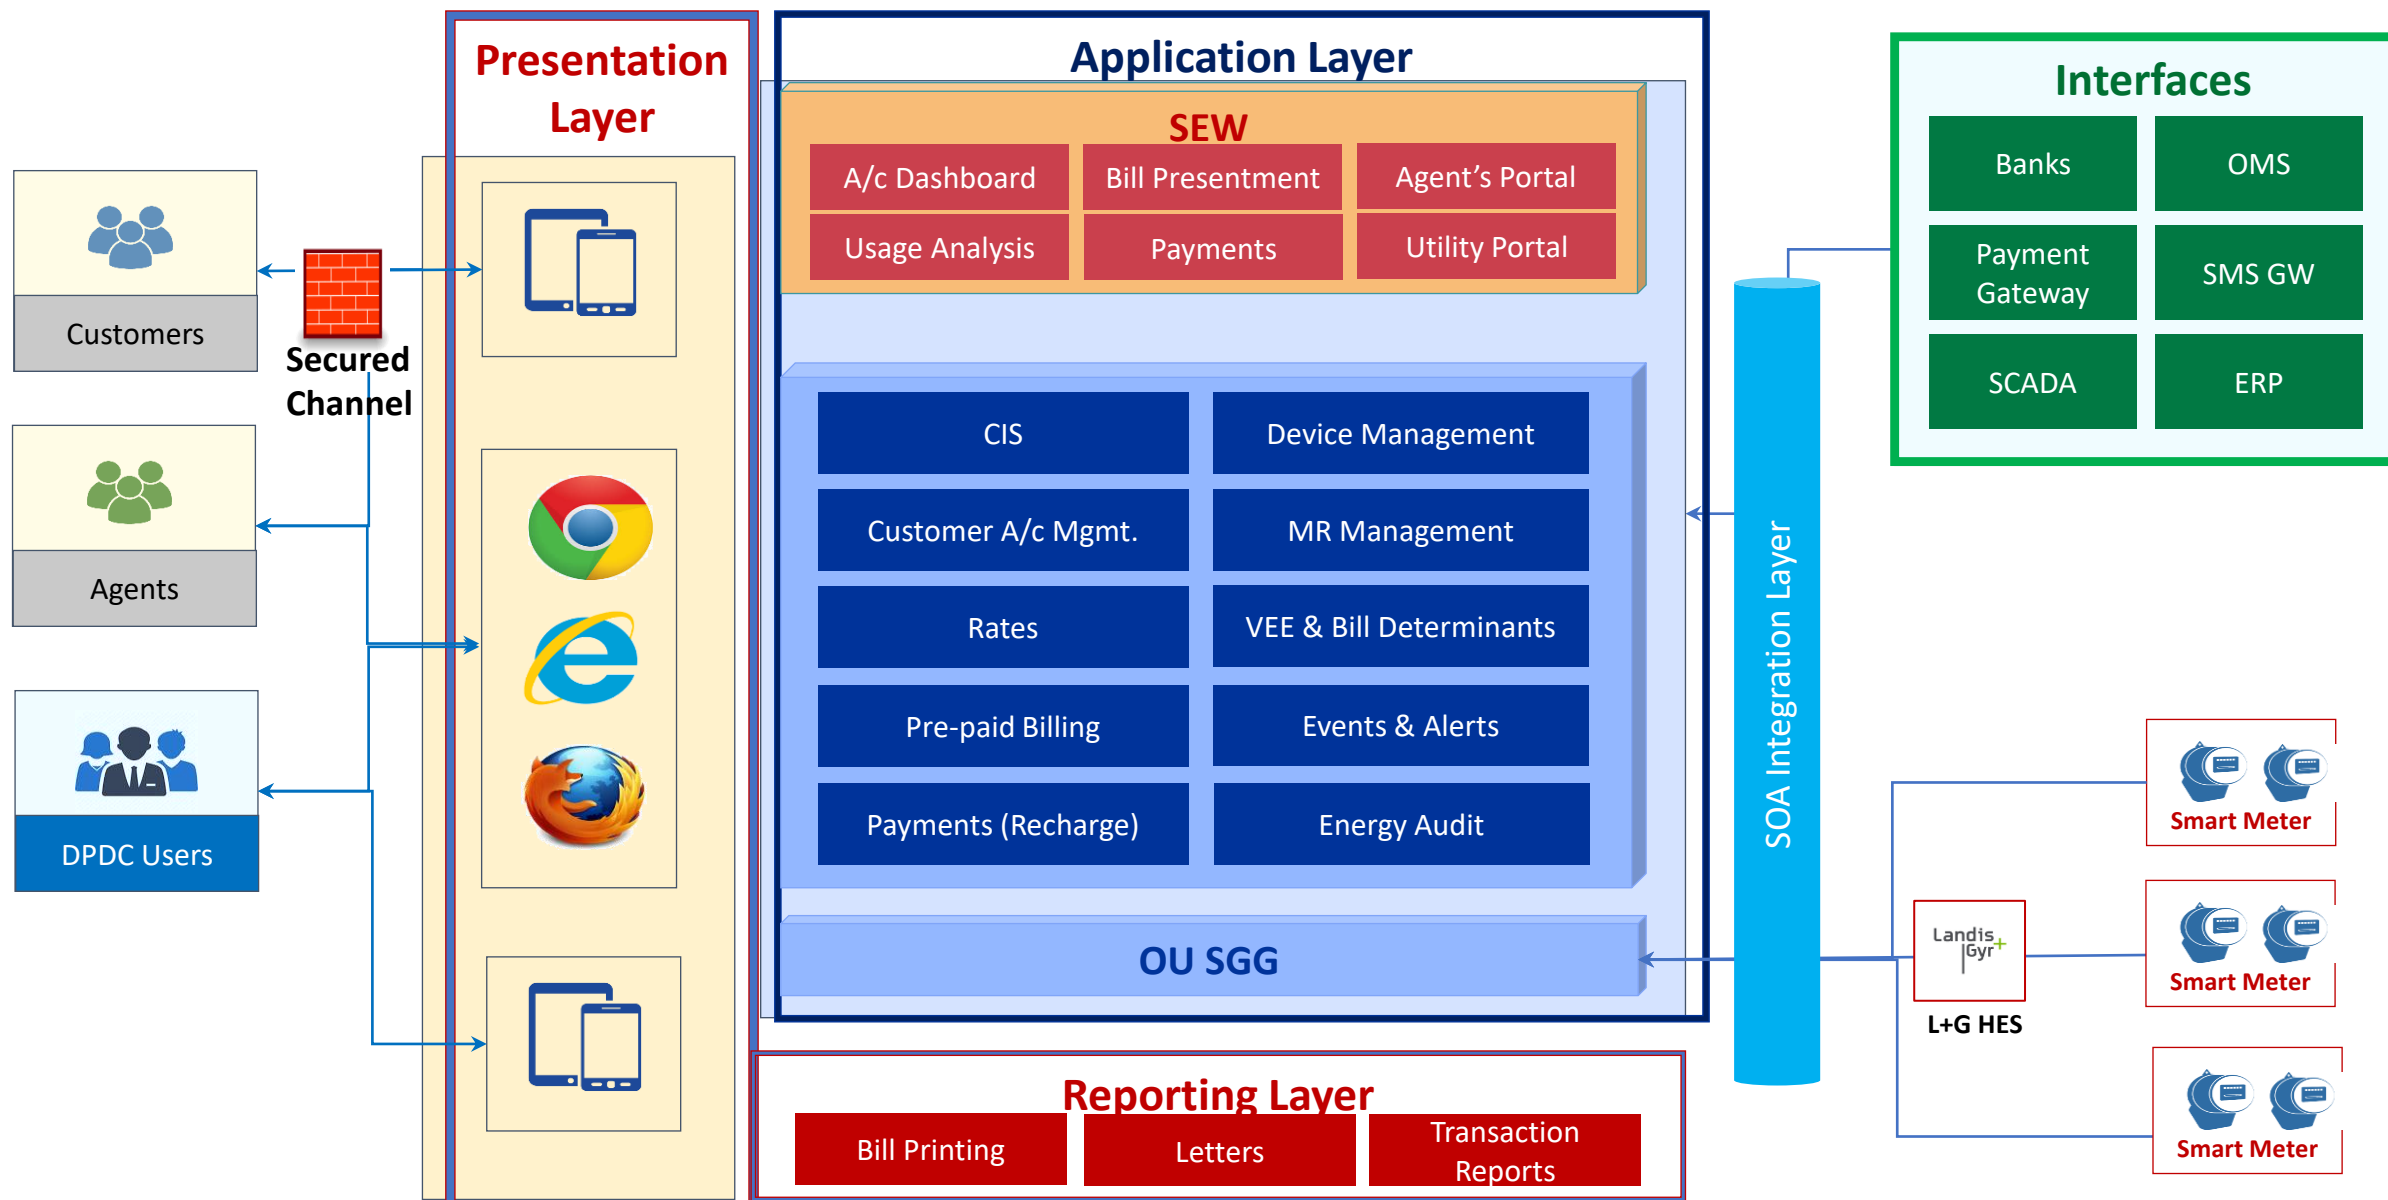 Presentation
Layer
Application Layer
Interfaces
SEW
A/c Dashboard
Bill Presentment
Agent's Portal
Usage Analysis
Payments
Utility Portal
Banks
OMS
Payment
Gateway
SMS GW
SCADA
ERP
Customers
Secured
Channel
Agents
DPDC Users
CIS
Device Management
Customer A/c Mgmt.
MR Management
Rates
VEE & Bill Determinants
Pre-paid Billing
Events & Alerts
Payments (Recharge)
Energy Audit
OU SGG
SOA Integration Layer
Smart Meter
Landis
Gyr+
L+G HES
Smart Meter
Smart Meter
Reporting Layer
Bill Printing
Letters
Transaction
Reports